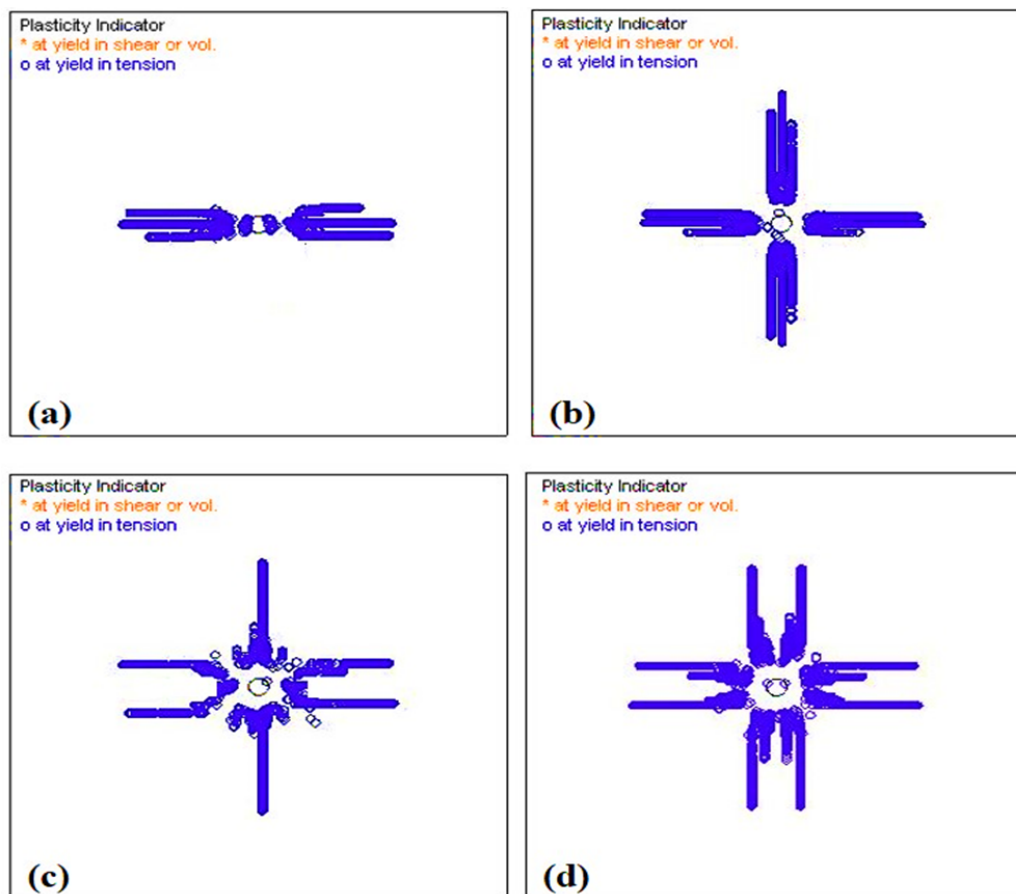 Plasticity Indicator
* at yield in shear or vol.
o at yield in tension
(a)
Plasticity Indicator
* at yield in shear or vol.
o at yield in tension
(b)
Plasticity Indicator
* at yield in shear or vol.
o at yield in tension
(c)
Plasticity Indicator
* at yield in shear or vol.
o at yield in tension
(d)